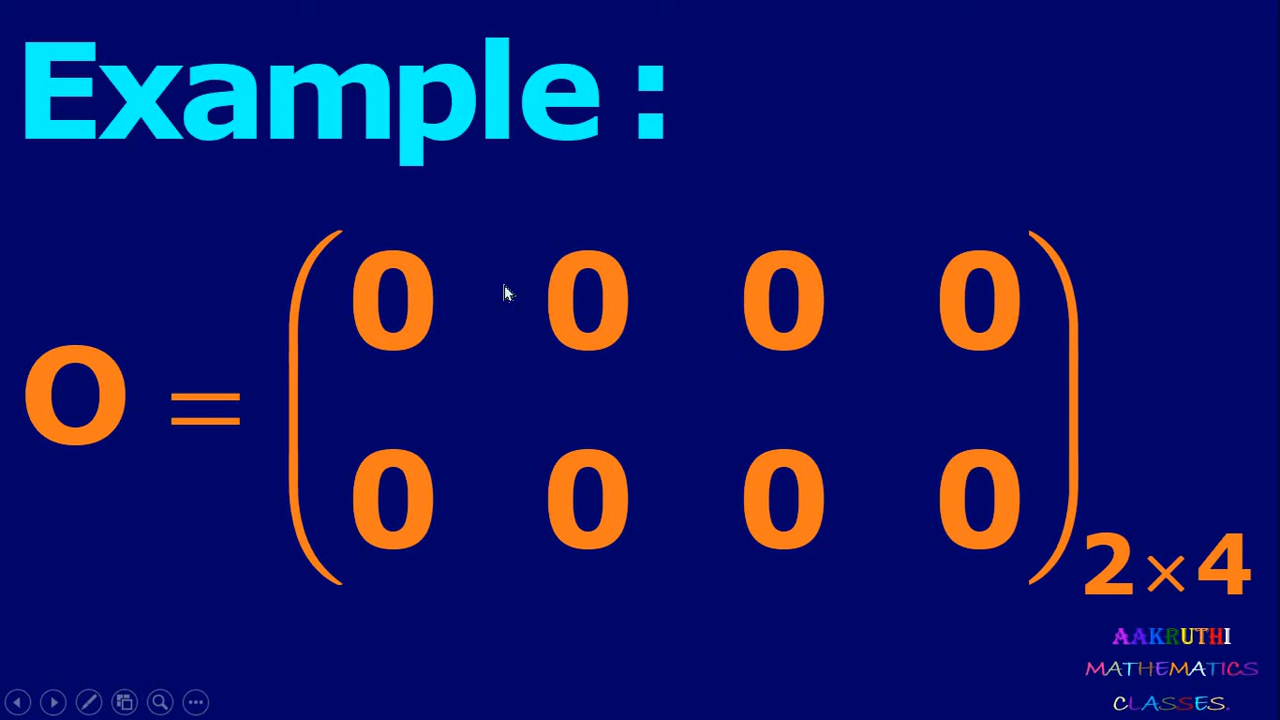 Example :
0 0 0 0
O =
0 0 0 0
2×4
AAKRUTHI
MATHEMATICS
CLASSES.